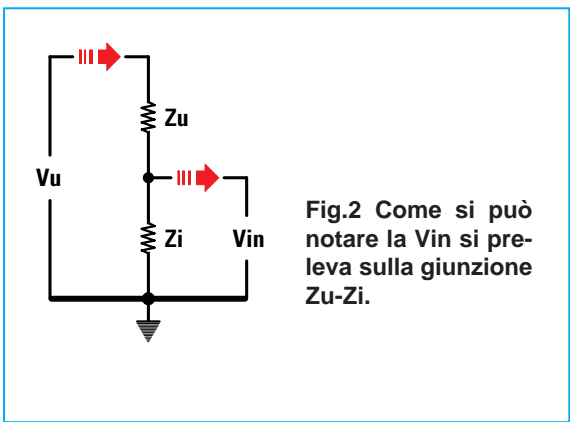 Zu
Vu
Zi
Vin
Fig.2 Come si può
notare la Vin si pre-
leva sulla giunzione
Zu-Zi.